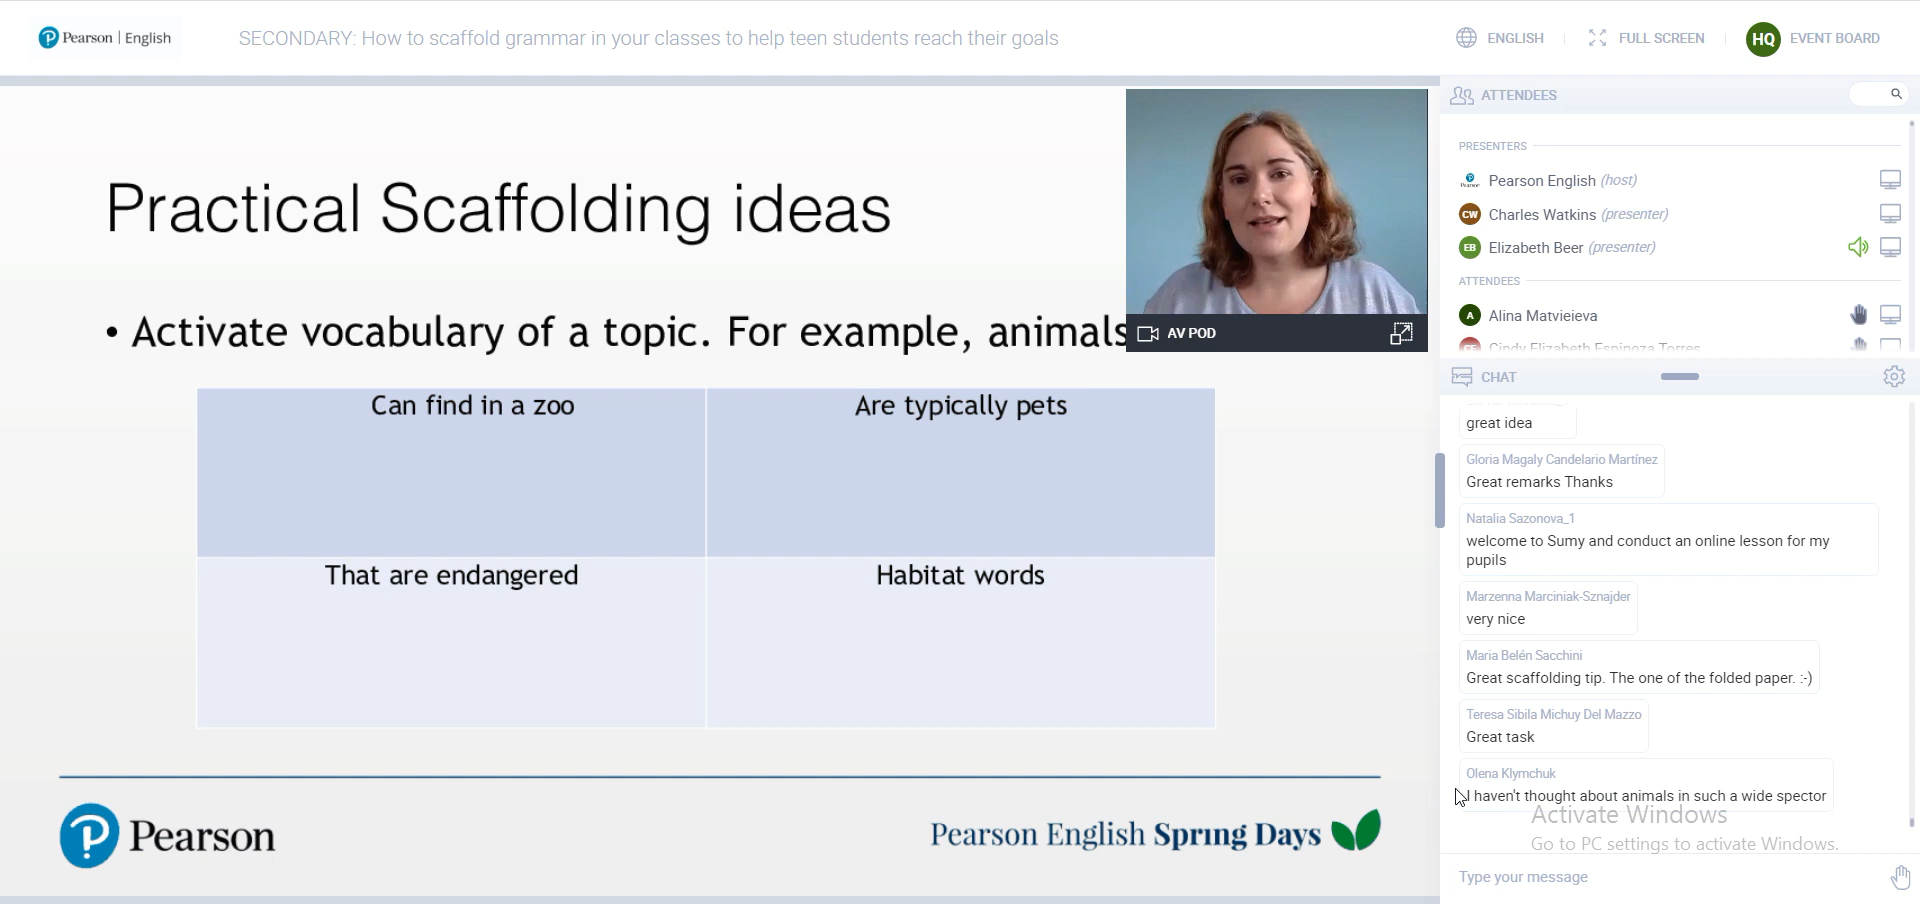 Pearson | English
SECONDARY: How to scaffold grammar in your classes to help teen students reach their goals
ENGLISH
FULL SCREEN
HQ
EVENT BOARD
Practical Scaffolding ideas
• Activate vocabulary of a topic. For example, animals
Can find in a zoo
Are typically pets
That are endangered
Habitat words
Pearson
Pearson English Spring Days
AV POD
ATTENDEES
PRESENTERS
Pearson English (host)
CW Charles Watkins (presenter)
EB Elizabeth Beer (presenter)
ATTENDEES
A Alina Matvieieva
CE Cindy Elizabeth Espinoza Torres
CHAT
great idea
Gloria Magaly Candelario Martínez
Great remarks Thanks
Natalia Sazonova_1
welcome to Sumy and conduct an online lesson for my
pupils
Marzenna Marciniak-Sznajder
very nice
Maria Belén Sacchini
Great scaffolding tip. The one of the folded paper. :-)
Teresa Sibila Michuy Del Mazzo
Great task
Olena Klymchuk
I haven't thought about animals in such a wide spector
Activate Windows
Go to PC settings to activate Windows.
Type your message